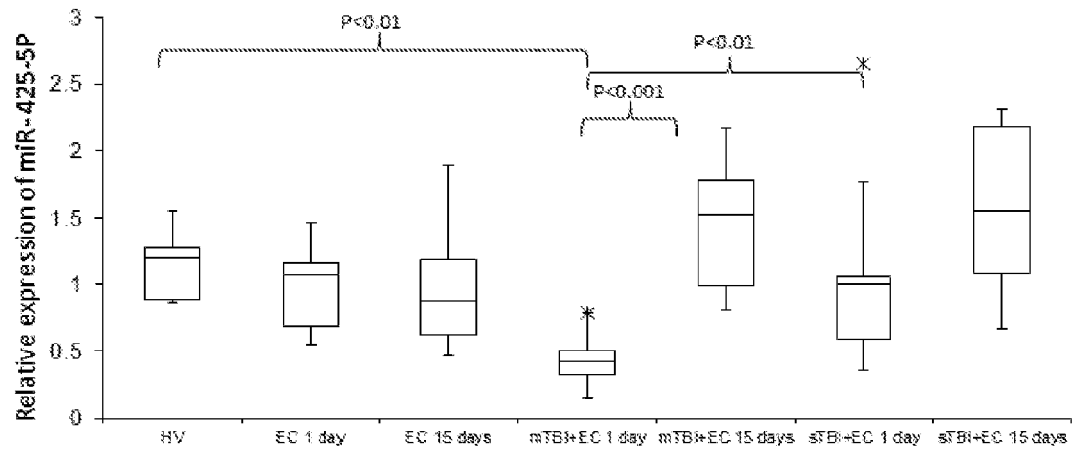 Relative expression of miR-425-5P
3
2.5
2
1.5
1
0.5
0
P<0.01
P<0.01
P<0.001
HV
EC 1 day
EC 15 days
mTBI+EC 1 day
mTBI+EC 15 days
sTBI+EC 1 day
sTBI+EC 15 days